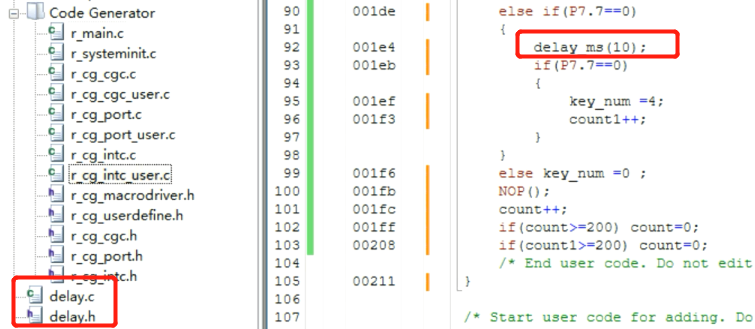 Code Generator
r_main.c
r_systeminit.c
r_cg_cgc.c
r_cg_cgc_user.c
r_cg_port.c
r_cg_port_user.c
r_cg_intc.c
r_cg_intc_user.c
r_cg_macrodriver.h
r_cg_userdefine.h
r_cg_cgc.h
r_cg_port.h
r_cg_intc.h
delay.c
delay.h
90 001de else if(P7.7==0)
91 {
92 001e4 delay_ms(10);
93 001eb if(P7.7==0)
94 {
95 001ef key_num =4;
96 001f3 count1++;
97 }
98 }
99 001f6 else key_num =0 ;
100 001fb NOP();
101 001fc count++;
102 001ff if(count>=200) count=0;
103 00208 if(count1>=200) count=0;
104 /* End user code. Do not edit
105 00211 }
106
107 /* Start user code for adding. Do